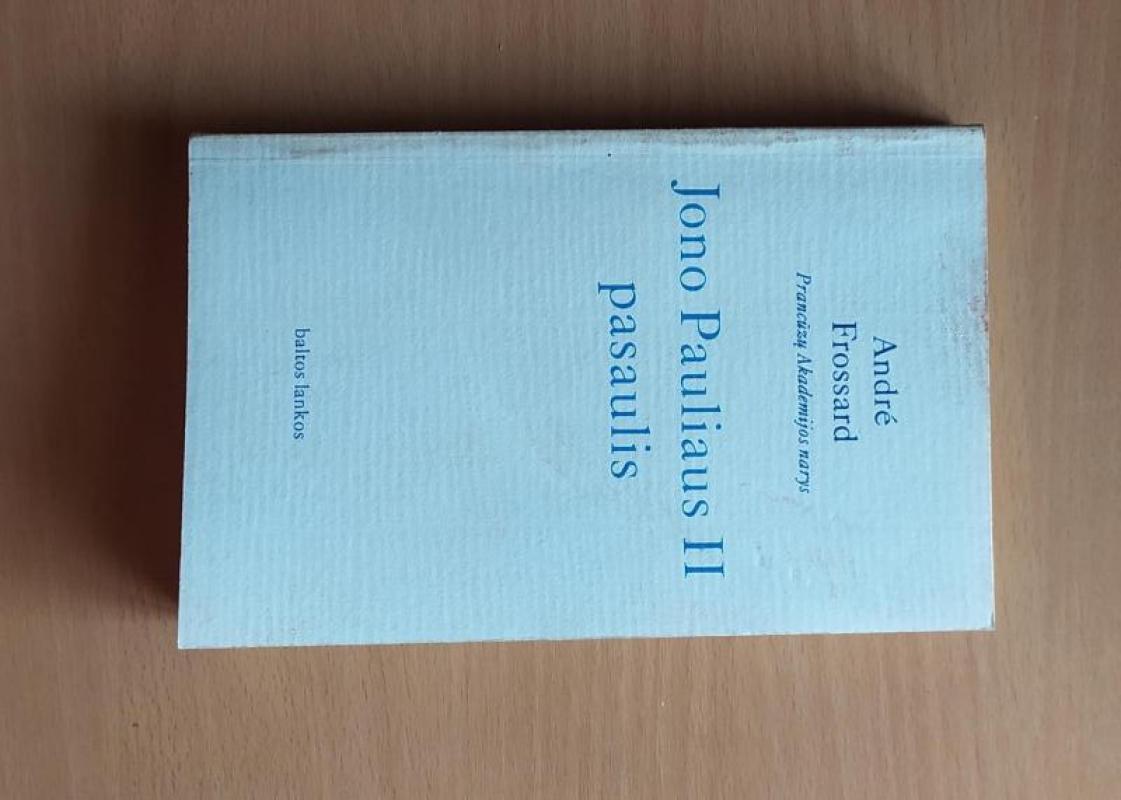 André
Frossard
Prancūzų Akademijos narys
Jono Pauliaus II
pasaulis
baltos lankos